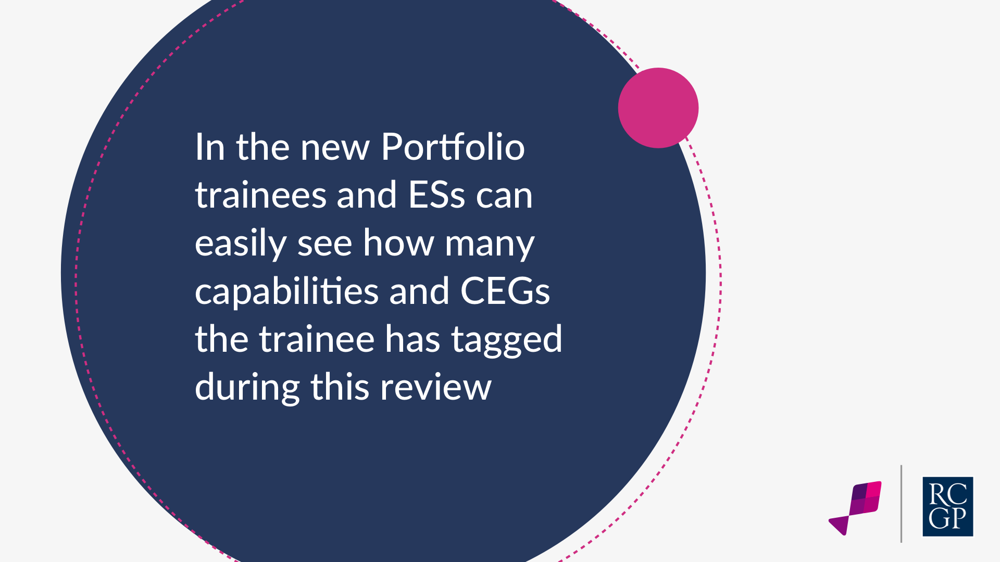 In the new Portfolio
trainees and ESs can
easily see how many
capabilities and CEGs
the trainee has tagged
during this review
RC
GP